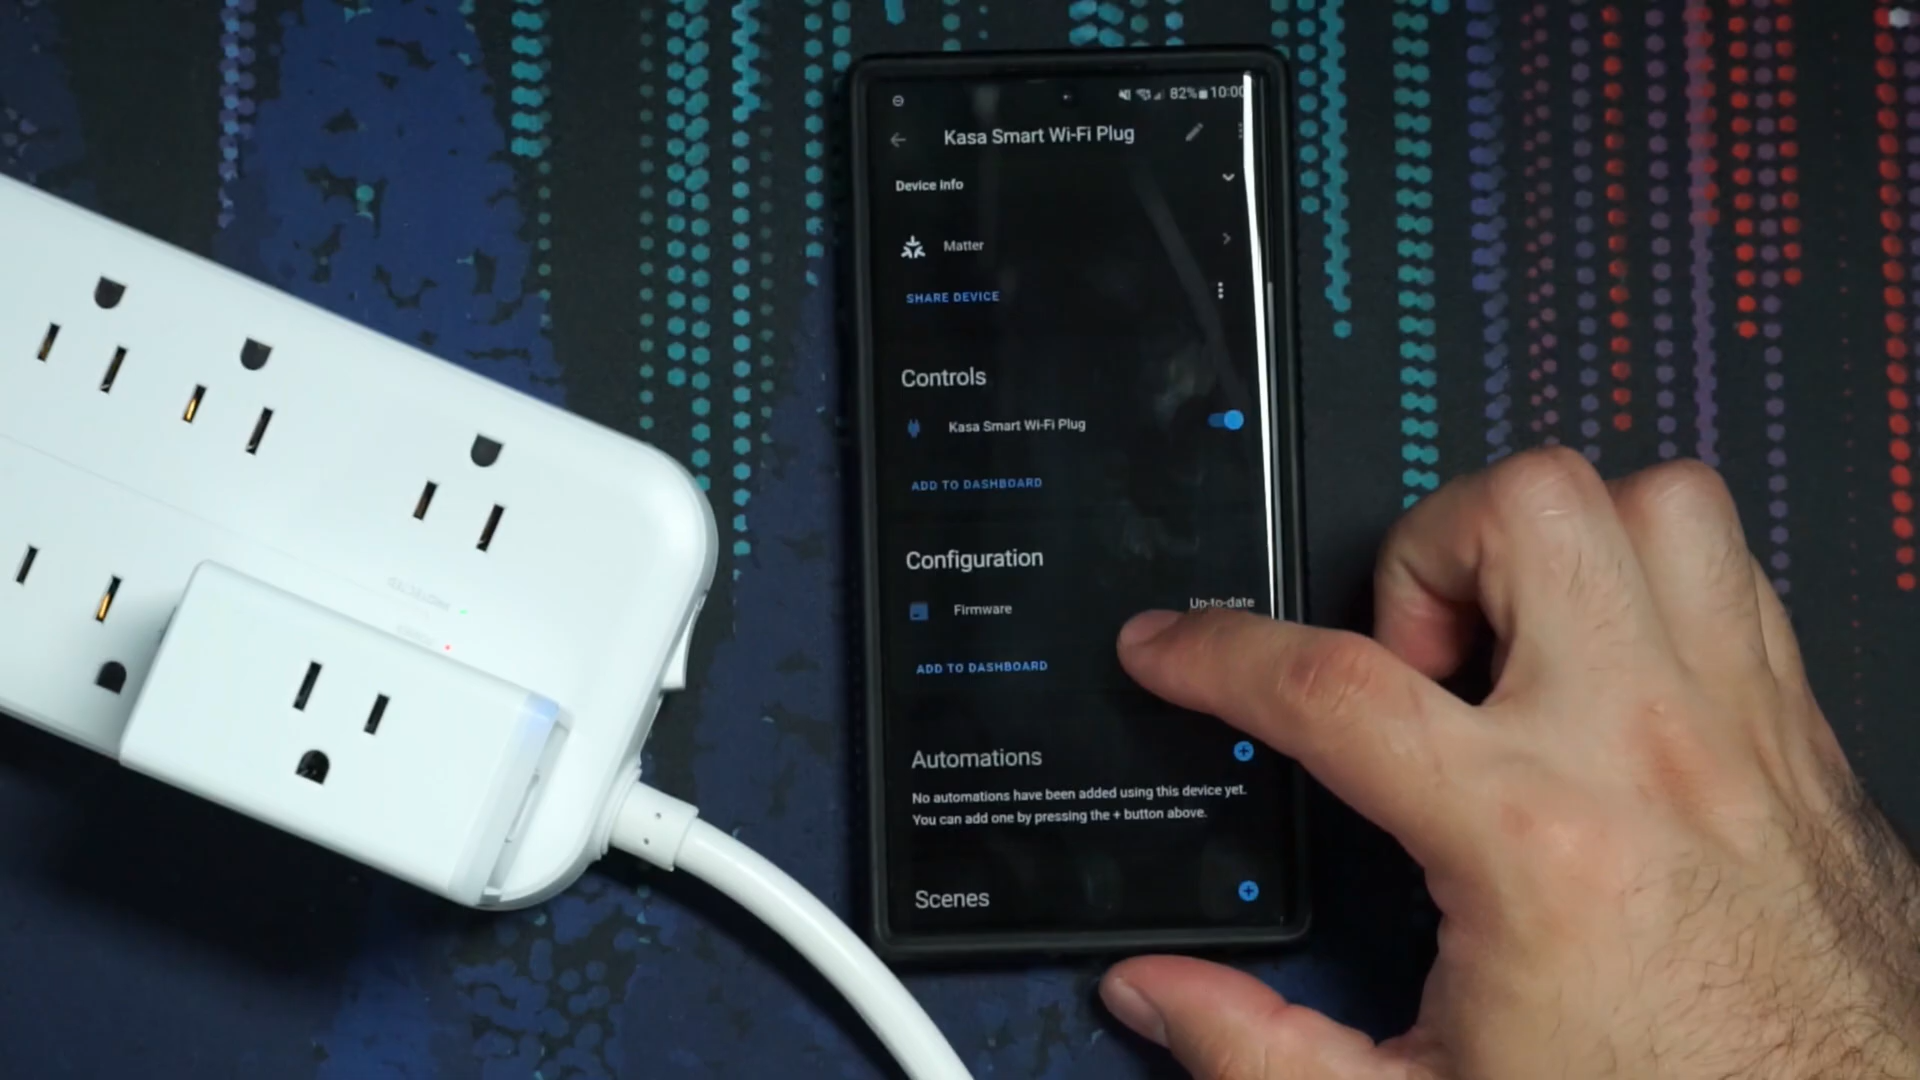 82% 10:00
Kasa Smart Wi-Fi Plug
Device info
Matter
SHARE DEVICE
Controls
Kasa Smart Wi-Fi Plug
ADD TO DASHBOARD
Configuration
Firmware
Up-to-date
ADD TO DASHBOARD
Automations
No automations have been added using this device yet.
You can add one by pressing the + button above.
Scenes